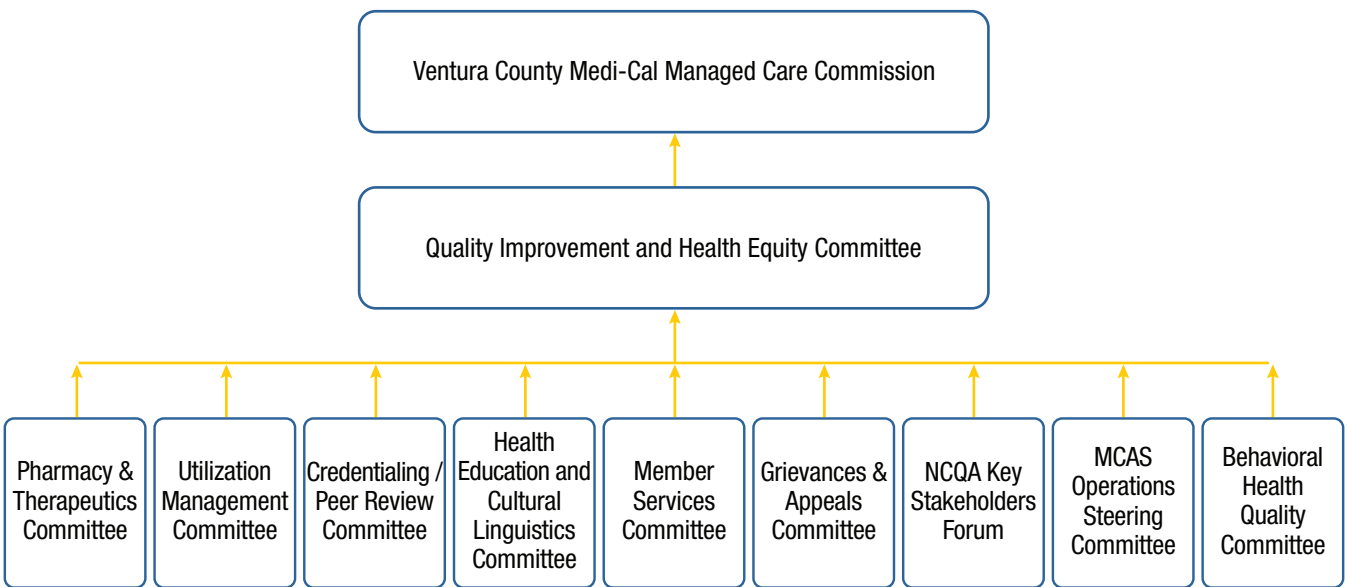 Ventura County Medi-Cal Managed Care Commission
Quality Improvement and Health Equity Committee
Pharmacy &
Therapeutics
Committee
Utilization
Management
Committee
Credentialing /
Peer Review
Committee
Health
Education and
Cultural
Linguistics
Committee
Member
Services
Committee
Grievances &
Appeals
Committee
NCQA Key
Stakeholders
Forum
MCAS
Operations
Steering
Committee
Behavioral
Health
Quality
Committee